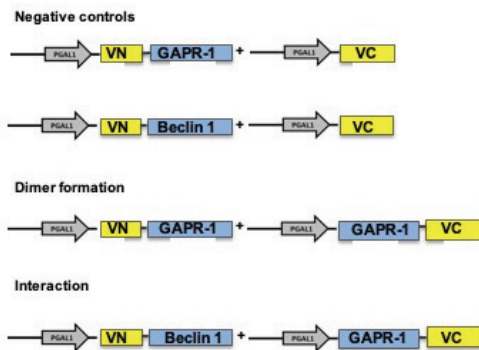 Negative controls
PGAL1 VN GAPR-1 + PGAL1 VC
PGAL1 VN Beclin 1 + PGAL1 VC
Dimer formation
PGAL1 VN GAPR-1 + PGAL1 GAPR-1 VC
Interaction
PGAL1 VN Beclin 1 + PGAL1 GAPR-1 VC